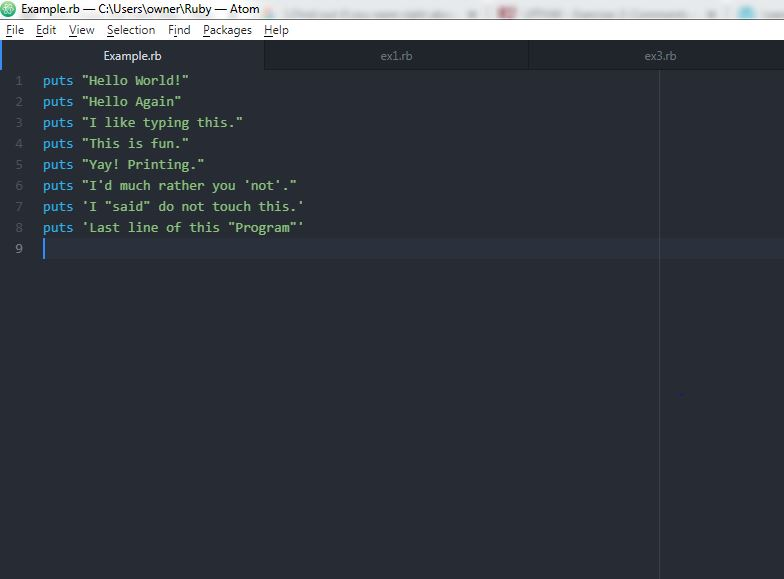 Example.rb — C:\Users\owner\Ruby — Atom
File Edit View Selection Find Packages Help
Example.rb ex1.rb ex3.rb
1 puts "Hello World!"
2 puts "Hello Again"
3 puts "I like typing this."
4 puts "This is fun."
5 puts "Yay! Printing."
6 puts "I'd much rather you 'not'."
7 puts 'I "said" do not touch this.'
8 puts 'Last line of this "Program"'
9